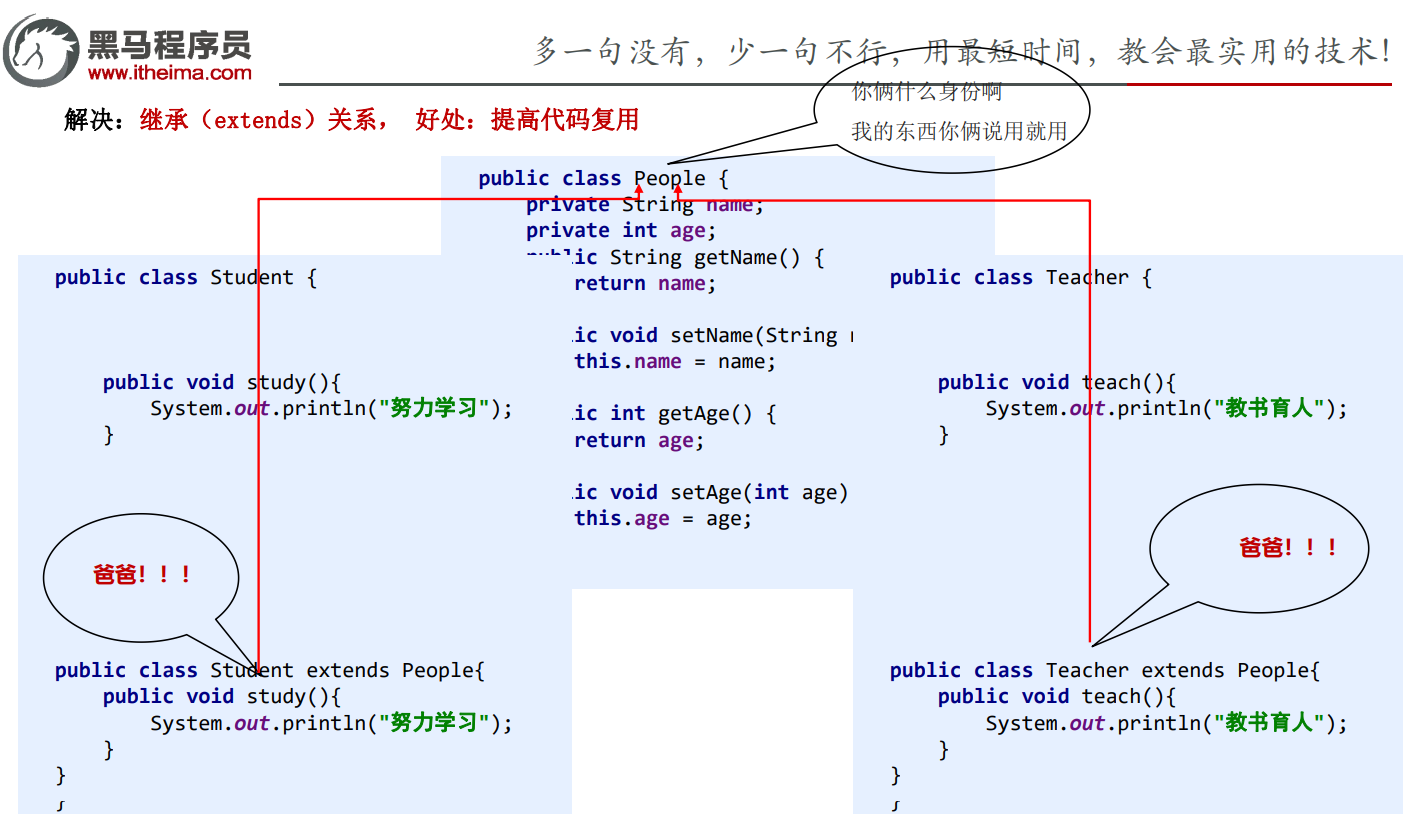 黑马程序员
www.itheima.com
多一句没有，少一句不行，用最短时间，教会最实用的技术！
解决：继承（extends）关系， 好处：提高代码复用
你俩什么身份啊
我的东西你俩说用就用
public class People {
private String name;
private int age;
public String getName() {
return name;
ic void setName(String
this.name = name;
ic int getAge() {
return age;
ic void setAge(int age)
this.age = age;
public class Student {
public void study(){
System.out.println("努力学习");
}
爸爸！！！
public class Student extends People{
public void study(){
System.out.println("努力学习");
}
}
public class Teacher {
public void teach(){
System.out.println("教书育人");
}
爸爸！！！
public class Teacher extends People{
public void teach(){
System.out.println("教书育人");
}
}